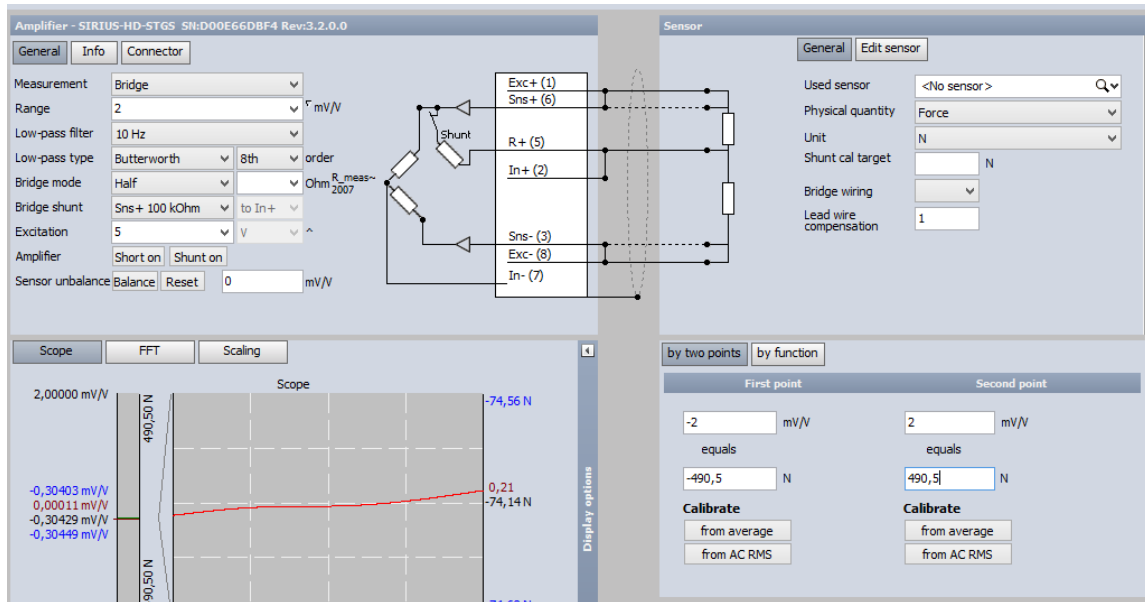 Amplifier - SIRIUS-HD-STGS SN:D00E66DBF4 Rev:3.2.0.0
General Info Connector
Measurement Bridge
Range 2 mV/V
Low-pass filter 10 Hz
Low-pass type Butterworth 8th order
Bridge mode Half Ohm R_meas~ 2007
Bridge shunt Sns+ 100 kOhm to In+
Excitation 5 V
Amplifier Short on Shunt on
Sensor unbalance Balance Reset 0 mV/V
Exc+ (1)
Sns+ (6)
Shunt
R+ (5)
In+ (2)
Sns- (3)
Exc- (8)
In- (7)
Sensor
General Edit sensor
Used sensor <No sensor>
Physical quantity Force
Unit N
Shunt cal target N
Bridge wiring
Lead wire
compensation 1
Scope FFT Scaling
Scope
2,00000 mV/V
490,50 N
-74,56 N
-0,30403 mV/V
0,00011 mV/V
-0,30429 mV/V
-0,30449 mV/V
0,21
-74,14 N
90,50 N
Display options
by two points by function
First point Second point
-2 mV/V 2 mV/V
equals equals
-490,5 N 490,5 N
Calibrate Calibrate
from average from average
from AC RMS from AC RMS